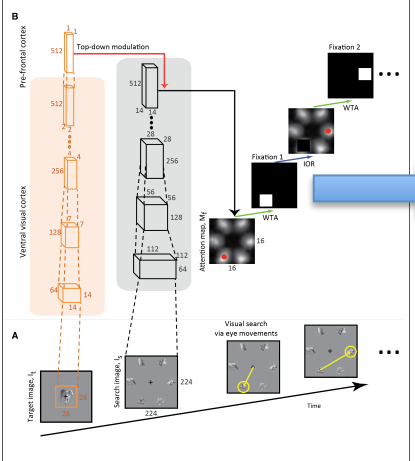 B
Pre-frontal cortex
Ventral visual cortex
1
1
512
Top-down modulation
512
2
2
4
4
256
7
7
128
64
14
14
512
14
14
28
28
256
56
56
128
112
112
64
Attention map, Mf
16
16
WTA
Fixation 1
IOR
WTA
Fixation 2
A
Target image, It
28
28
Search image, Is
224
224
Visual search
via eye movements
Time